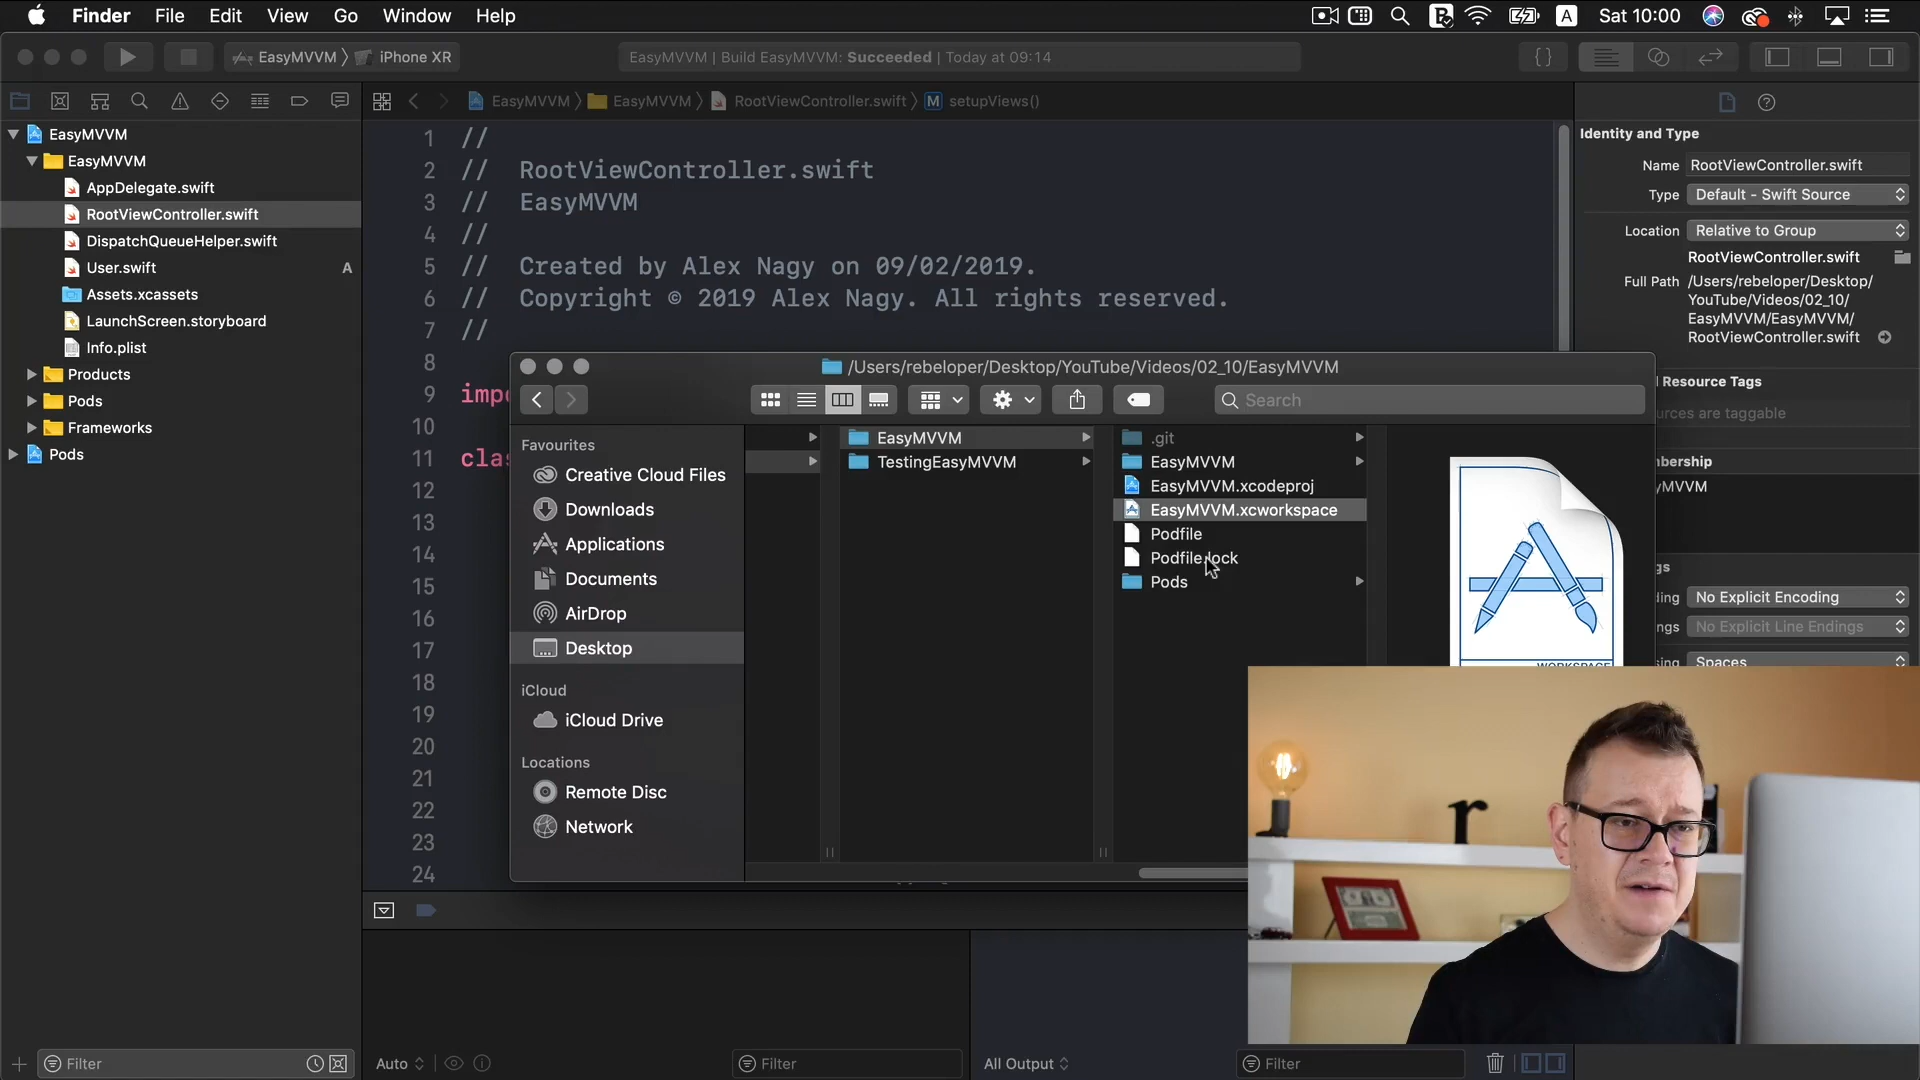 Finder File Edit View Go Window Help
A Sat 10:00
EasyMVVM iPhone XR
EasyMVVM | Build EasyMVVM: Succeeded | Today at 09:14
{ }
EasyMVVM EasyMVVM RootViewController.swift M setupViews()
EasyMVVM
EasyMVVM
AppDelegate.swift
RootViewController.swift
DispatchQueueHelper.swift
User.swift A
Assets.xcassets
LaunchScreen.storyboard
Info.plist
Products
Pods
Frameworks
Pods
1 //
2 // RootViewController.swift
3 // EasyMVVM
4 //
5 // Created by Alex Nagy on 09/02/2019.
6 // Copyright © 2019 Alex Nagy. All rights reserved.
7 //
8
9
10
11
12
13
14
15
16
17
18
19
20
21
22
23
24
/Users/rebeloper/Desktop/YouTube/Videos/02_10/EasyMVVM
Search
Favourites
Creative Cloud Files
Downloads
Applications
Documents
AirDrop
Desktop
iCloud
iCloud Drive
Locations
Remote Disc
Network
EasyMVVM
TestingEasyMVVM
.git
EasyMVVM
EasyMVVM.xcodeproj
EasyMVVM.xcworkspace
Podfile
Podfile.lock
Pods
Identity and Type
Name RootViewController.swift
Type Default - Swift Source
Location Relative to Group
RootViewController.swift
Full Path /Users/rebeloper/Desktop/
YouTube/Videos/02_10/
EasyMVVM/EasyMVVM/
RootViewController.swift
Resource Tags
No Explicit Encoding
No Explicit Line Endings
Spaces
Filter
Auto
Filter
All Output
Filter